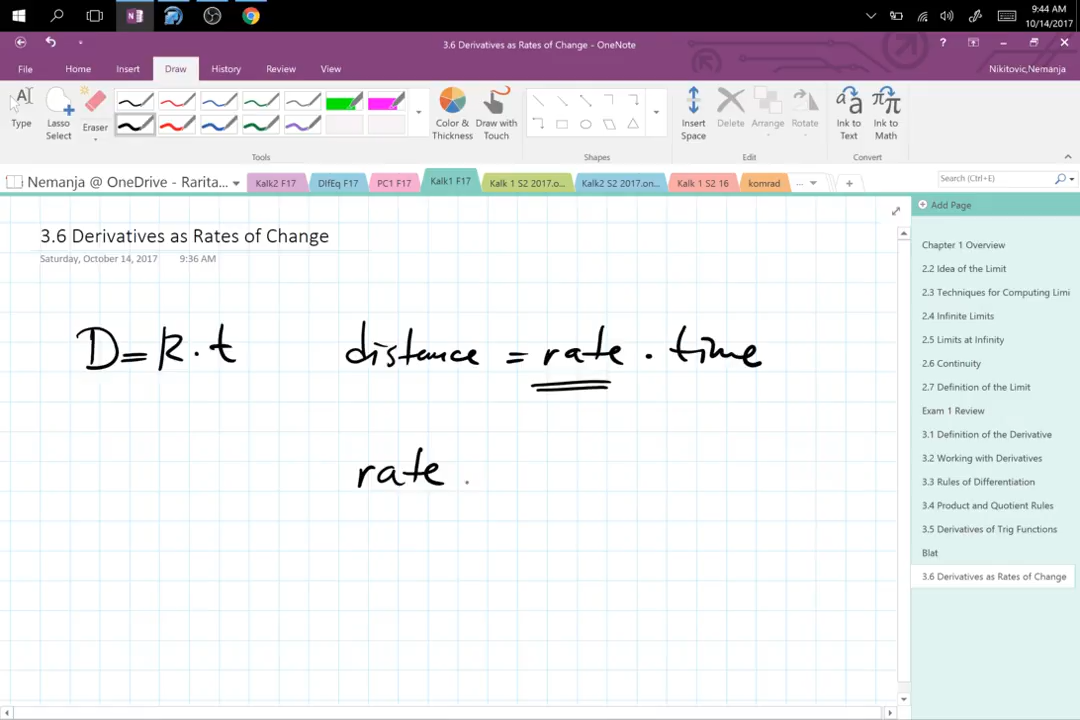 9:44 AM
10/14/2017
3.6 Derivatives as Rates of Change - OneNote
?
File Home Insert Draw History Review View
Nikitovic,Nemanja
Type
Lasso Select
Eraser
Color & Thickness
Draw with Touch
Insert Space
Delete
Arrange
Rotate
Ink to Text
Ink to Math
Tools
Shapes
Edit
Convert
Nemanja @ OneDrive - Rarita...
Kalk2 F17
DIfEq F17
PC1 F17
Kalk1 F17
Kalk 1 S2 2017.o...
Kalk2 S2 2017.on...
Kalk 1 S2 16
komrad
...
Search (Ctrl+E)
Add Page
3.6 Derivatives as Rates of Change
Saturday, October 14, 2017 9:36 AM
D = R · t distance = rate · time
rate
Chapter 1 Overview
2.2 Idea of the Limit
2.3 Techniques for Computing Limi
2.4 Infinite Limits
2.5 Limits at Infinity
2.6 Continuity
2.7 Definition of the Limit
Exam 1 Review
3.1 Definition of the Derivative
3.2 Working with Derivatives
3.3 Rules of Differentiation
3.4 Product and Quotient Rules
3.5 Derivatives of Trig Functions
Blat
3.6 Derivatives as Rates of Change